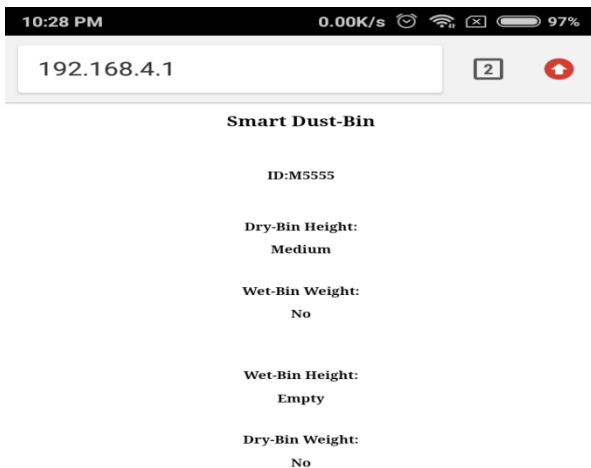 10:28 PM 0.00K/s 97%
192.168.4.1 2
Smart Dust-Bin
ID:M5555
Dry-Bin Height:
Medium
Wet-Bin Weight:
No
Wet-Bin Height:
Empty
Dry-Bin Weight:
No